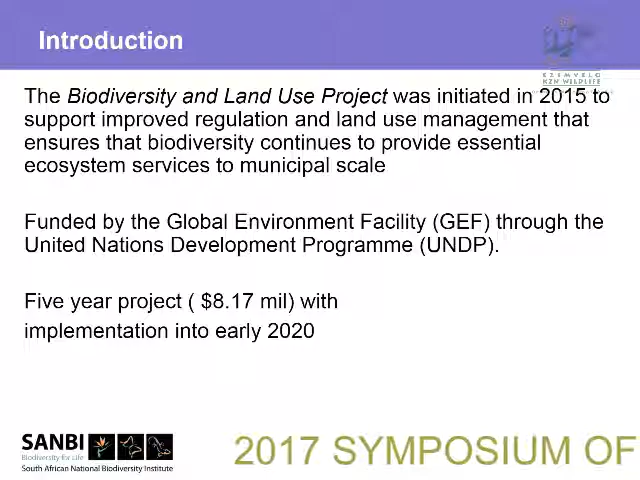 Introduction
EZEMVELO
KZN WILDLIFE
The Biodiversity and Land Use Project was initiated in 2015 to
support improved regulation and land use management that
ensures that biodiversity continues to provide essential
ecosystem services to municipal scale
Funded by the Global Environment Facility (GEF) through the
United Nations Development Programme (UNDP).
Five year project ( $8.17 mil) with
implementation into early 2020
SANBI
Biodiversity for Life
South African National Biodiversity Institute
2017 SYMPOSIUM OF